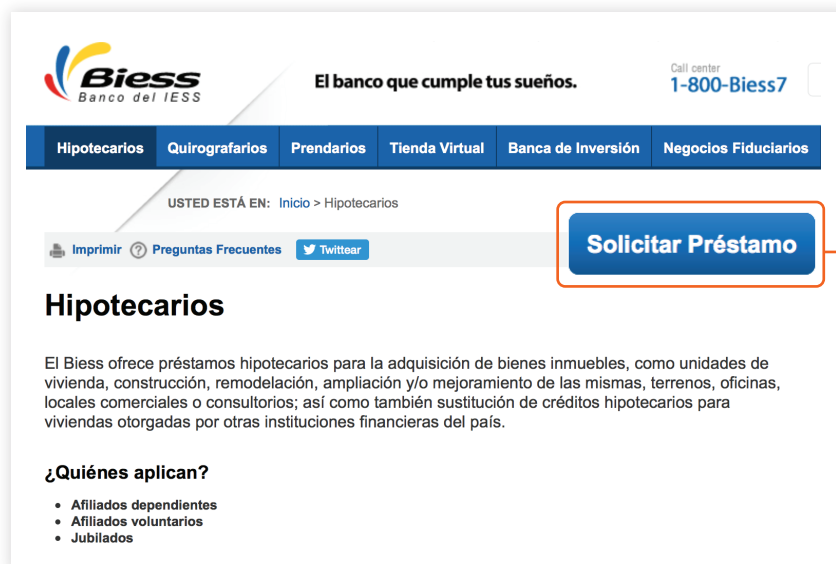 Biess
Banco del IESS
El banco que cumple tus sueños.
Call center
1-800-Biess7
Hipotecarios Quirografarios Prendarios Tienda Virtual Banca de Inversión Negocios Fiduciarios
USTED ESTÁ EN: Inicio > Hipotecarios
Imprimir ? Preguntas Frecuentes Twittear
Solicitar Préstamo
Hipotecarios
El Biess ofrece préstamos hipotecarios para la adquisición de bienes inmuebles, como unidades de
vivienda, construcción, remodelación, ampliación y/o mejoramiento de las mismas, terrenos, oficinas,
locales comerciales o consultorios; así como también sustitución de créditos hipotecarios para
viviendas otorgadas por otras instituciones financieras del país.
¿Quiénes aplican?
• Afiliados dependientes
• Afiliados voluntarios
• Jubilados